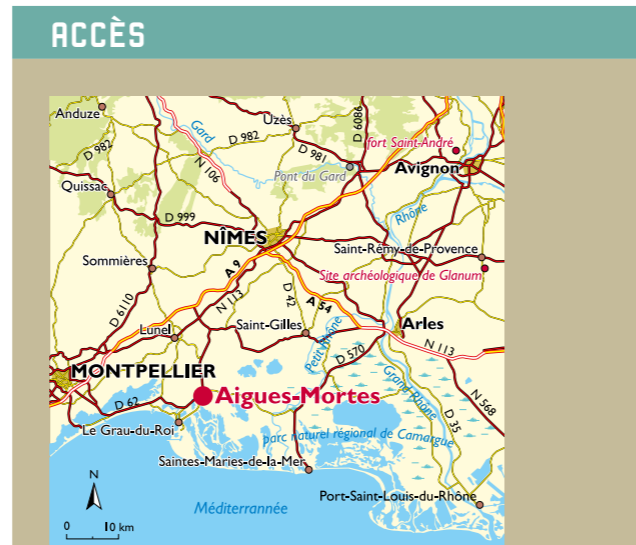 ACCÈS
Anduze
Gard
Uzès
D 6086
fort Saint-André
D 982
D 982
D 981
N 106
Pont du Gard
Avignon
Quissac
D 999
Rhône
NÎMES
Saint-Rémy-de-Provence
Sommières
A 9
Site archéologique de Glanum
D 6110
N 113
D 42
A 54
Lunel
Saint-Gilles
Petit Rhône
Arles
D 570
N 113
MONTPELLIER
Grand Rhône
Aigues-Mortes
D 62
N 568
D 35
Le Grau-du-Roi
parc naturel régional de Camargue
Saintes-Maries-de-la-Mer
N
Port-Saint-Louis-du-Rhône
Méditerrannée
0 10 km